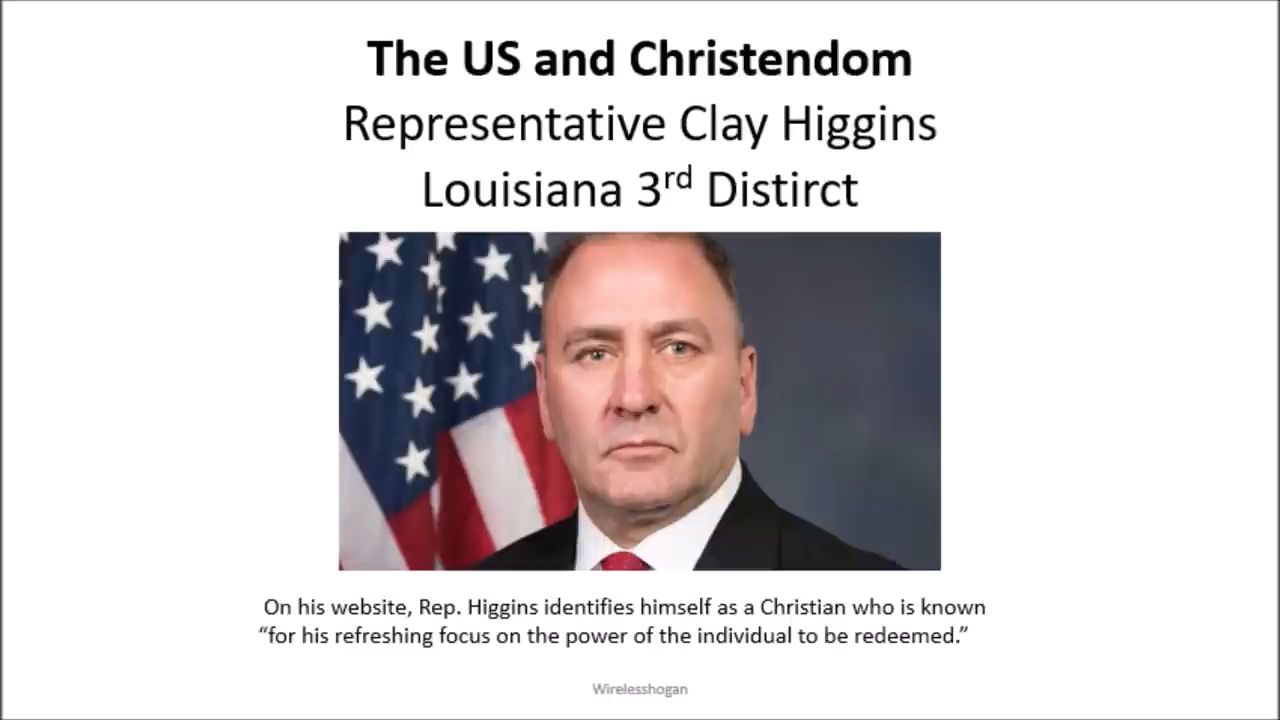 The US and Christendom
Representative Clay Higgins
Louisiana 3rd Distirct
On his website, Rep. Higgins identifies himself as a Christian who is known
“for his refreshing focus on the power of the individual to be redeemed.”
Wirelesshogan